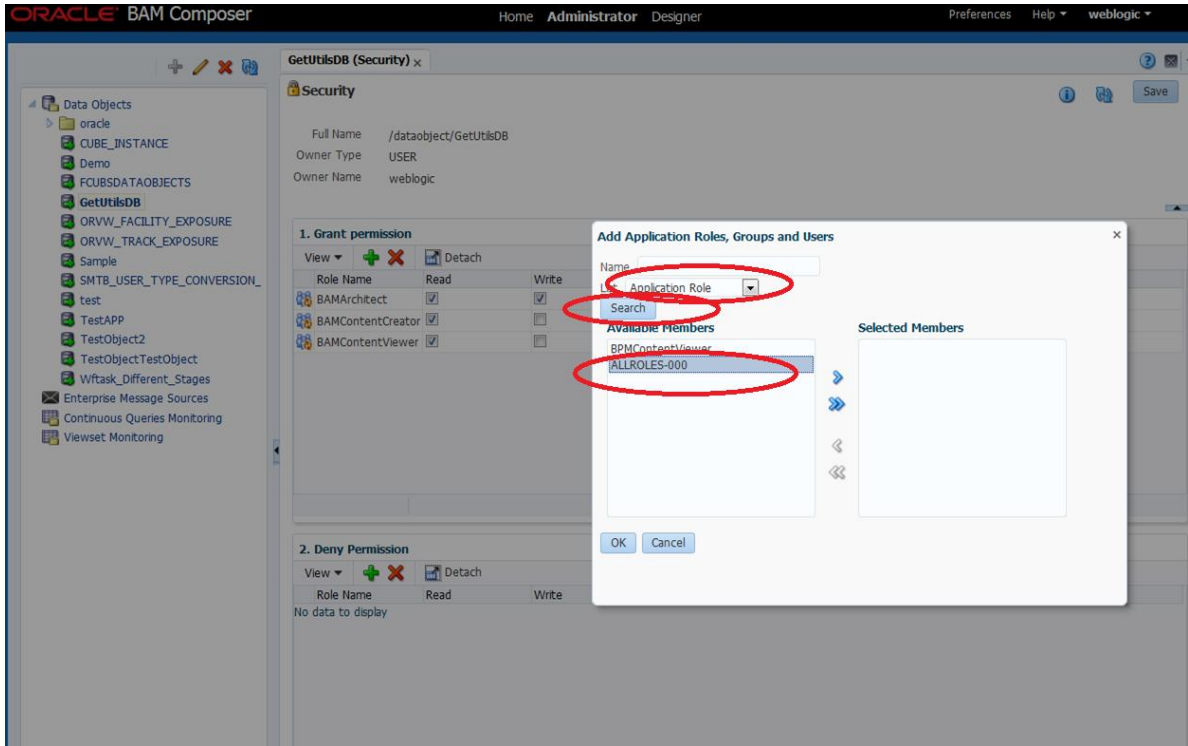 ORACLE BAM Composer
Home Administrator Designer
Preferences Help weblogic
GetUtilsDB (Security) x
Security
Save
Full Name /dataobject/GetUtilsDB
Owner Type USER
Owner Name weblogic
Data Objects
oracle
CUBE_INSTANCE
Demo
FCUBSDATAOBJECTS
GetUtilsDB
ORVW_FACILITY_EXPOSURE
ORVW_TRACK_EXPOSURE
Sample
SMTB_USER_TYPE_CONVERSION_
test
TestAPP
TestObject2
TestObjectTestObject
Wftask_Different_Stages
Enterprise Message Sources
Continuous Queries Monitoring
Viewset Monitoring
1. Grant permission
View Detach
Role Name Read Write
BAMArchitect
BAMContentCreator
BAMContentViewer
2. Deny Permission
View Detach
Role Name Read Write
No data to display
Add Application Roles, Groups and Users
Name
List Application Role
Search
Available Members
BPMContentViewer
ALLROLES-000
Selected Members
OK Cancel